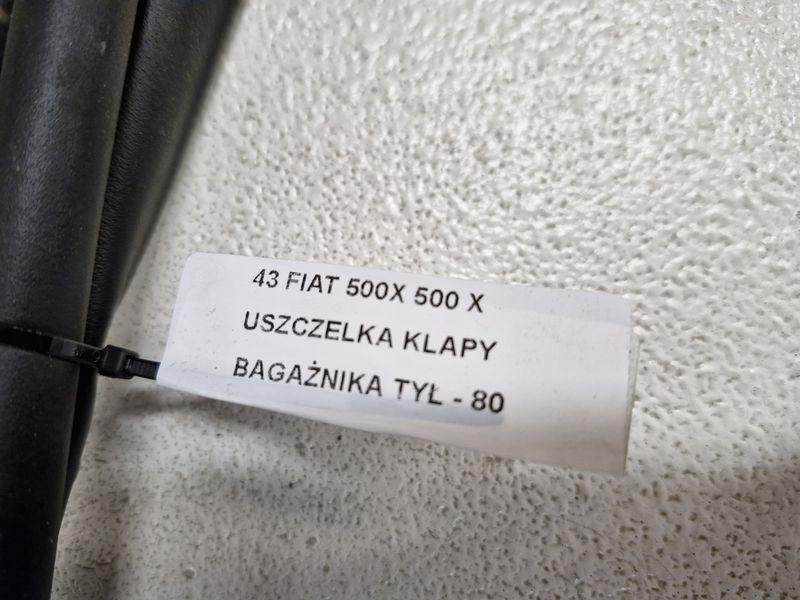 43 FIAT 500X 500 X
USZCZELKA KLAPY
BAGAŻNIKA TYŁ - 80